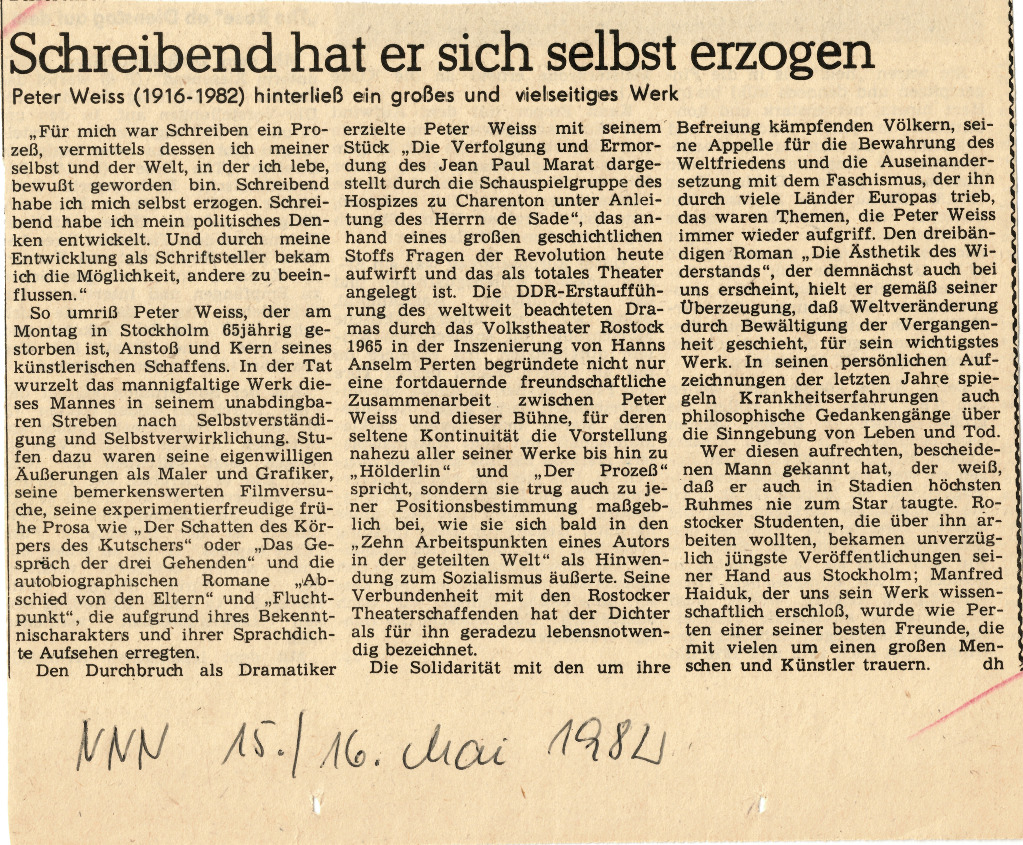 Schreibend hat er sich selbst erzogen
Peter Weiss (1916-1982) hinterließ ein großes und vielseitiges Werk
„Für mich war Schreiben ein Pro-
zeß, vermittels dessen ich meiner
selbst und der Welt, in der ich lebe,
bewußt geworden bin. Schreibend
habe ich mich selbst erzogen. Schrei-
bend habe ich mein politisches Den-
ken entwickelt. Und durch meine
Entwicklung als Schriftsteller bekam
ich die Möglichkeit, andere zu beein-
flussen.“
So umriß Peter Weiss, der am
Montag in Stockholm 65jährig ge-
storben ist, Anstoß und Kern seines
künstlerischen Schaffens. In der Tat
wurzelt das mannigfaltige Werk die-
ses Mannes in seinem unabdingba-
ren Streben nach Selbstverständi-
gung und Selbstverwirklichung. Stu-
fen dazu waren seine eigenwilligen
Äußerungen als Maler und Grafiker,
seine bemerkenswerten Filmversu-
che, seine experimentierfreudige frü-
he Prosa wie „Der Schatten des Kör-
pers des Kutschers“ oder „Das Ge-
spräch der drei Gehenden“ und die
autobiographischen Romane „Ab-
schied von den Eltern“ und „Flucht-
punkt“, die aufgrund ihres Bekennt-
nischarakters und ihrer Sprachdich-
te Aufsehen erregten.
Den Durchbruch als Dramatiker
erzielte Peter Weiss mit seinem
Stück „Die Verfolgung und Ermor-
dung des Jean Paul Marat darge-
stellt durch die Schauspielgruppe des
Hospizes zu Charenton unter Anlei-
tung des Herrn de Sade“, das an-
hand eines großen geschichtlichen
Stoffs Fragen der Revolution heute
aufwirft und das als totales Theater
angelegt ist. Die DDR-Erstauffüh-
rung des weltweit beachteten Dra-
mas durch das Volkstheater Rostock
1965 in der Inszenierung von Hanns
Anselm Perten begründete nicht nur
eine fortdauernde freundschaftliche
Zusammenarbeit zwischen Peter
Weiss und dieser Bühne, für deren
seltene Kontinuität die Vorstellung
nahezu aller seiner Werke bis hin zu
„Hölderlin“ und „Der Prozeß“
spricht, sondern sie trug auch zu je-
ner Positionsbestimmung maßgeb-
lich bei, wie sie sich bald in den
„Zehn Arbeitspunkten eines Autors
in der geteilten Welt“ als Hinwen-
dung zum Sozialismus äußerte. Seine
Verbundenheit mit den Rostocker
Theaterschaffenden hat der Dichter
als für ihn geradezu lebensnotwen-
dig bezeichnet.
Die Solidarität mit den um ihre
Befreiung kämpfenden Völkern, sei-
ne Appelle für die Bewahrung des
Weltfriedens und die Auseinander-
setzung mit dem Faschismus, der ihn
durch viele Länder Europas trieb,
das waren Themen, die Peter Weiss
immer wieder aufgriff. Den dreibän-
digen Roman „Die Ästhetik des Wi-
derstands“, der demnächst auch bei
uns erscheint, hielt er gemäß seiner
Überzeugung, daß Weltveränderung
durch Bewältigung der Vergangen-
heit geschieht, für sein wichtigstes
Werk. In seinen persönlichen Auf-
zeichnungen der letzten Jahre spie-
geln Krankheitserfahrungen auch
philosophische Gedankengänge über
die Sinngebung von Leben und Tod.
Wer diesen aufrechten, bescheide-
nen Mann gekannt hat, der weiß,
daß er auch in Stadien höchsten
Ruhmes nie zum Star taugte. Ro-
stocker Studenten, die über ihn ar-
beiten wollten, bekamen unverzüg-
lich jüngste Veröffentlichungen sei-
ner Hand aus Stockholm; Manfred
Haiduk, der uns sein Werk wissen-
schaftlich erschloß, wurde wie Per-
ten einer seiner besten Freunde, die
mit vielen um einen großen Men-
schen und Künstler trauern. dh
NNN 15./16. Mai 1982